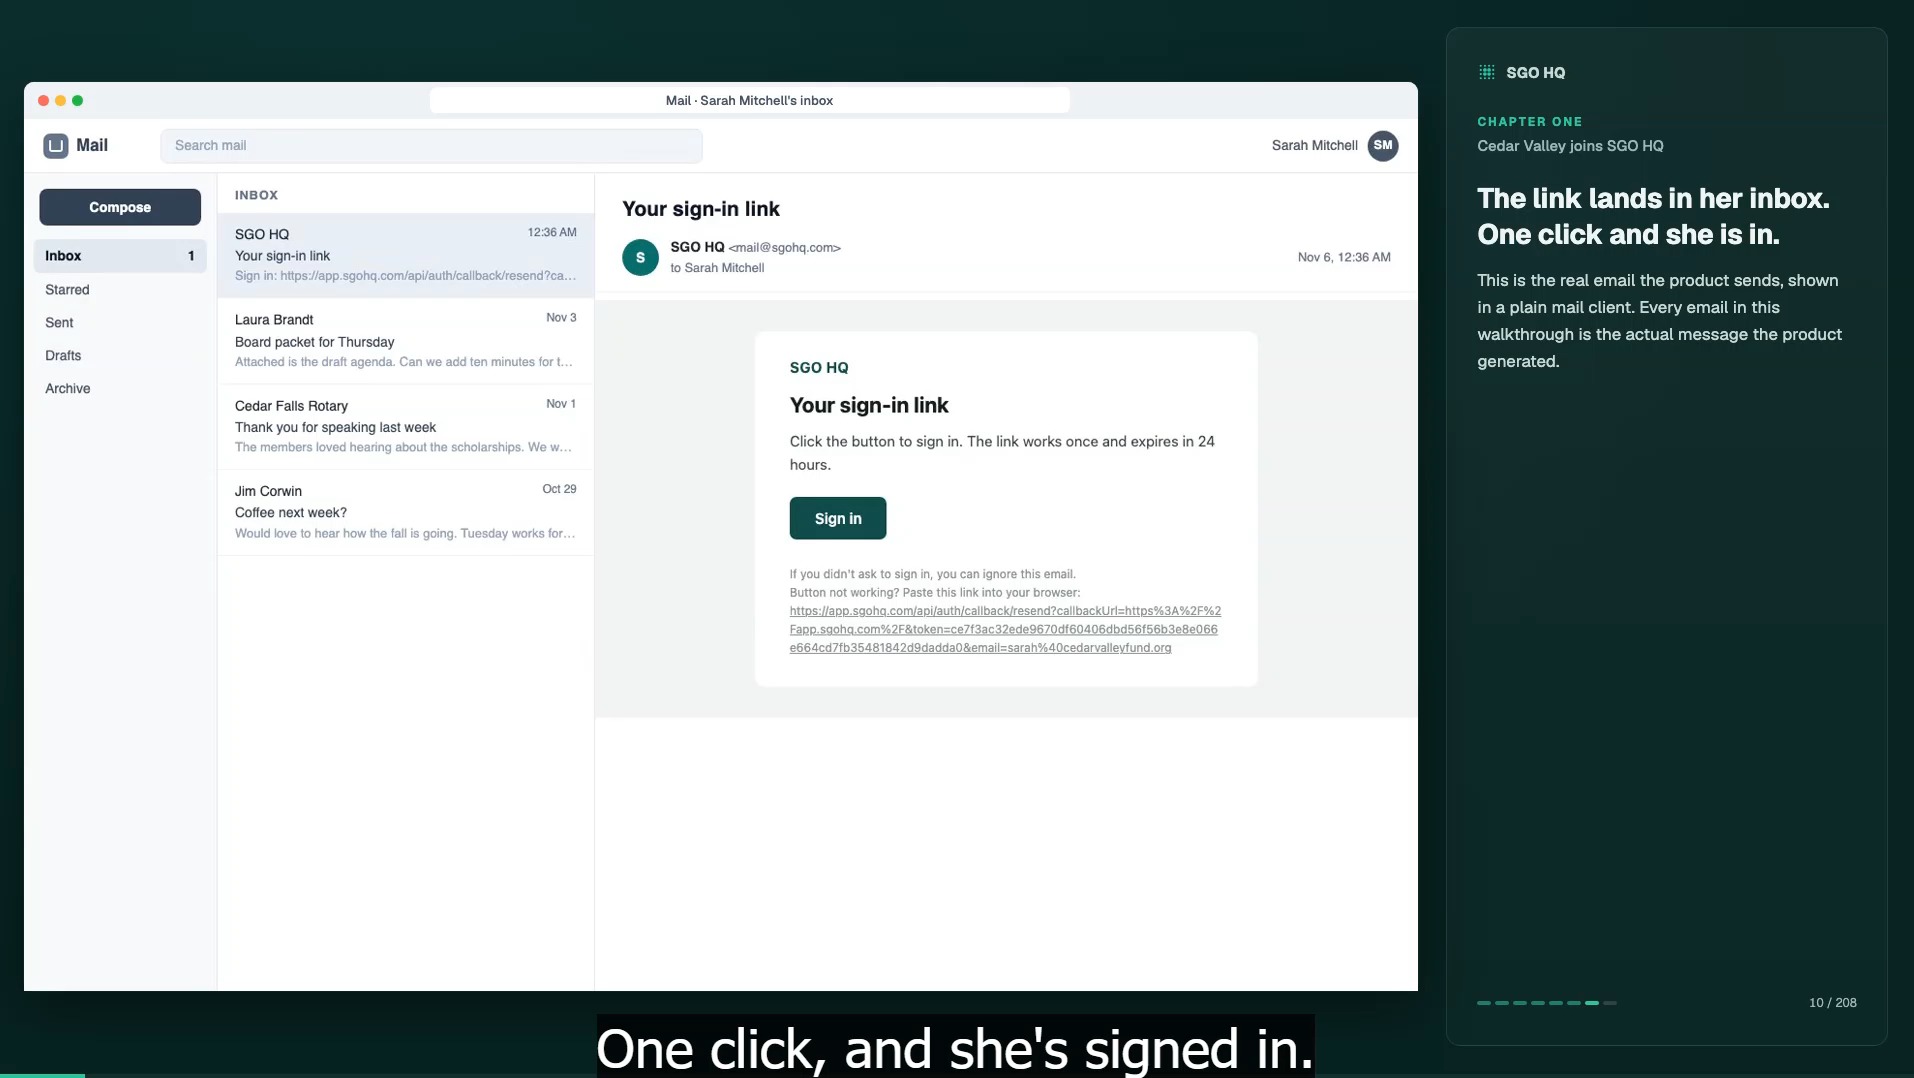 Mail · Sarah Mitchell's inbox
Mail
Search mail
Sarah Mitchell
SM
Compose
Inbox 1
Starred
Sent
Drafts
Archive
INBOX
SGO HQ 12:36 AM
Your sign-in link
Sign in: https://app.sgohq.com/api/auth/callback/resend?ca...
Laura Brandt Nov 3
Board packet for Thursday
Attached is the draft agenda. Can we add ten minutes for t...
Cedar Falls Rotary Nov 1
Thank you for speaking last week
The members loved hearing about the scholarships. We w...
Jim Corwin Oct 29
Coffee next week?
Would love to hear how the fall is going. Tuesday works for...
Your sign-in link
S
SGO HQ <mail@sgohq.com>
to Sarah Mitchell
Nov 6, 12:36 AM
SGO HQ
Your sign-in link
Click the button to sign in. The link works once and expires in 24
hours.
Sign in
If you didn't ask to sign in, you can ignore this email.
Button not working? Paste this link into your browser:
https://app.sgohq.com/api/auth/callback/resend?callbackUrl=https%3A%2F%2
Fapp.sgohq.com%2F&token=ce7f3ac32ede9670df60406dbd56f56b3e8e066
e664cd7fb35481842d9dadda0&email=sarah%40cedarvalleyfund.org
SGO HQ
CHAPTER ONE
Cedar Valley joins SGO HQ
The link lands in her inbox.
One click and she is in.
This is the real email the product sends, shown
in a plain mail client. Every email in this
walkthrough is the actual message the product
generated.
10 / 208
One click, and she's signed in.